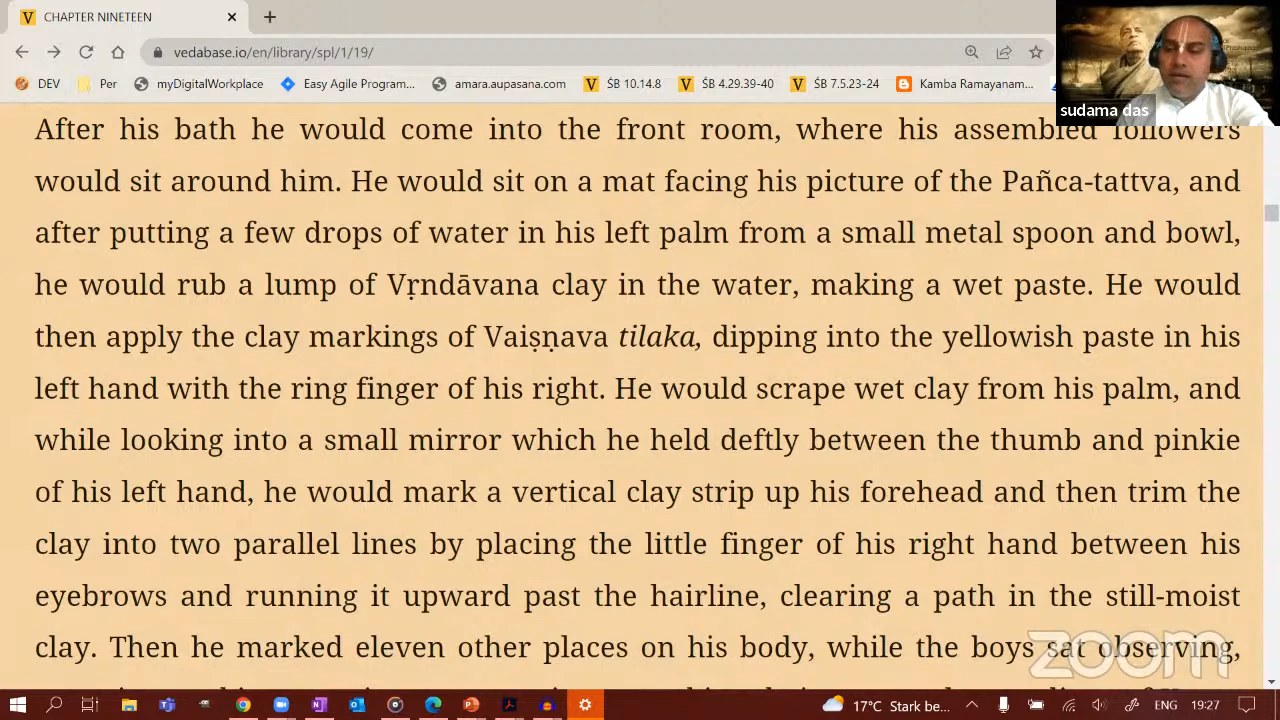 CHAPTER NINETEEN
vedabase.io/en/library/spl/1/19/
DEV Per myDigitalWorkplace Easy Agile Program... amara.aupasana.com ŚB 10.14.8 ŚB 4.29.39-40 ŚB 7.5.23-24 Kamba Ramayanam...
sudama das
After his bath he would come into the front room, where his assembled followers
would sit around him. He would sit on a mat facing his picture of the Pañca-tattva, and
after putting a few drops of water in his left palm from a small metal spoon and bowl,
he would rub a lump of Vṛndāvana clay in the water, making a wet paste. He would
then apply the clay markings of Vaiṣṇava tilaka, dipping into the yellowish paste in his
left hand with the ring finger of his right. He would scrape wet clay from his palm, and
while looking into a small mirror which he held deftly between the thumb and pinkie
of his left hand, he would mark a vertical clay strip up his forehead and then trim the
clay into two parallel lines by placing the little finger of his right hand between his
eyebrows and running it upward past the hairline, clearing a path in the still-moist
clay. Then he marked eleven other places on his body, while the boys sat observing,
zoom
17°C Stark be... ENG 19:27